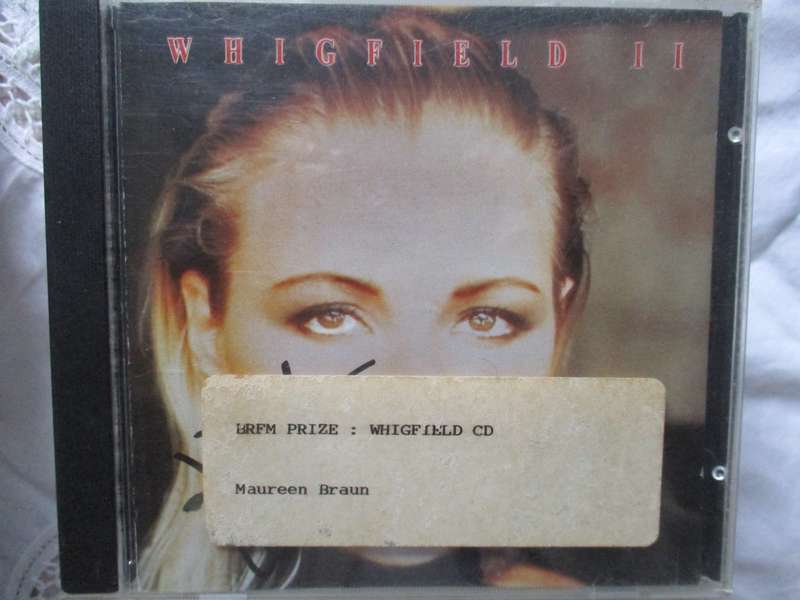 WHIGFIELD II
BRFM PRIZE : WHIGFIELD CD
Maureen Braun